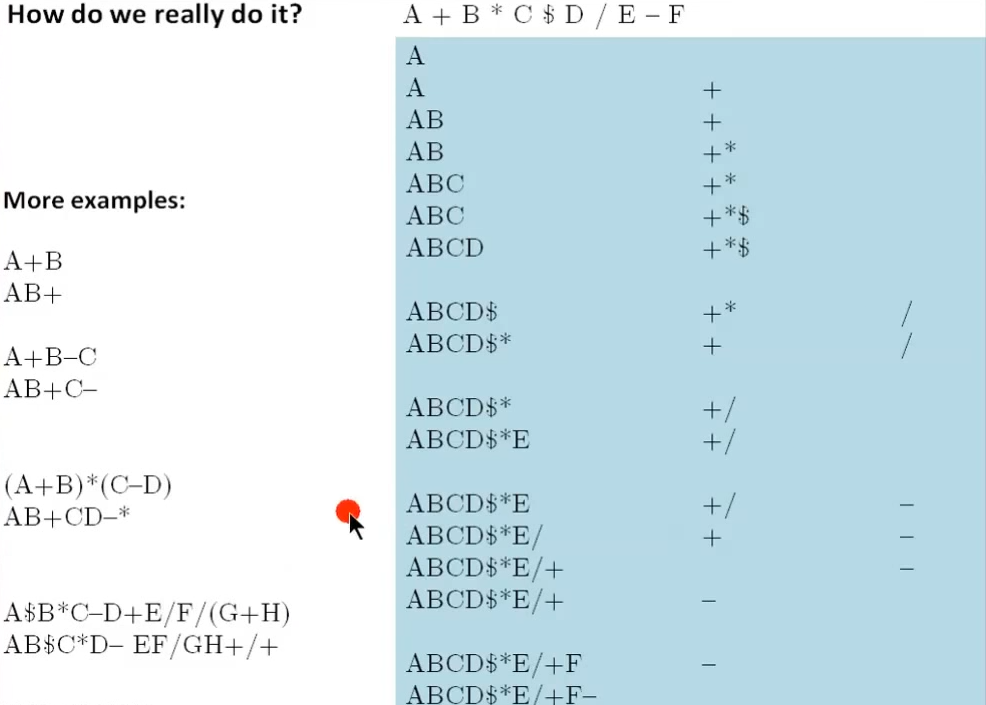 How do we really do it?
More examples:
A+B
AB+
A+B–C
AB+C–
(A+B)*(C–D)
AB+CD–*
A$B*C–D+E/F/(G+H)
AB$C*D– EF/GH+/+
A + B * C $ D / E – F
A
A +
AB +
AB +*
ABC +*
ABC +*$
ABCD +*$
ABCD$ +* /
ABCD$* + /
ABCD$* +/
ABCD$*E +/
ABCD$*E +/ –
ABCD$*E/ + –
ABCD$*E/+ –
ABCD$*E/+ –
ABCD$*E/+F –
ABCD$*E/+F–